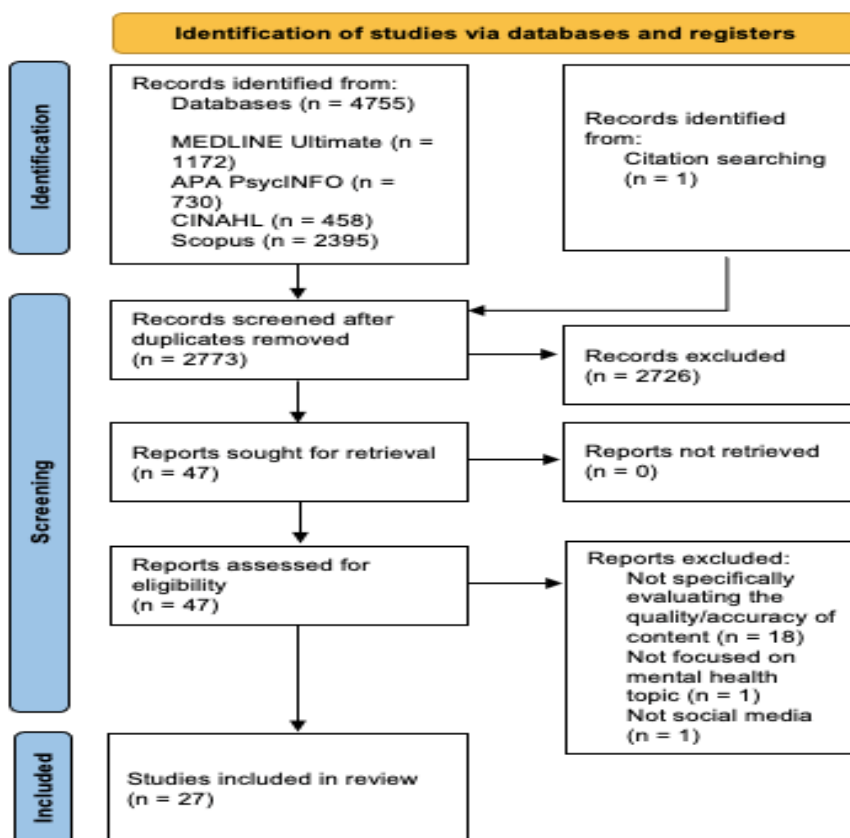 Identification of studies via databases and registers
Identification
Records identified from:
Databases (n = 4755)
MEDLINE Ultimate (n =
1172)
APA PsycINFO (n =
730)
CINAHL (n = 458)
Scopus (n = 2395)
Records identified
from:
Citation searching
(n = 1)
Screening
Records screened after
duplicates removed
(n = 2773)
Records excluded
(n = 2726)
Reports sought for retrieval
(n = 47)
Reports not retrieved
(n = 0)
Reports assessed for
eligibility
(n = 47)
Reports excluded:
Not specifically
evaluating the
quality/accuracy of
content (n = 18)
Not focused on
mental health
topic (n = 1)
Not social media
(n = 1)
Included
Studies included in review
(n = 27)